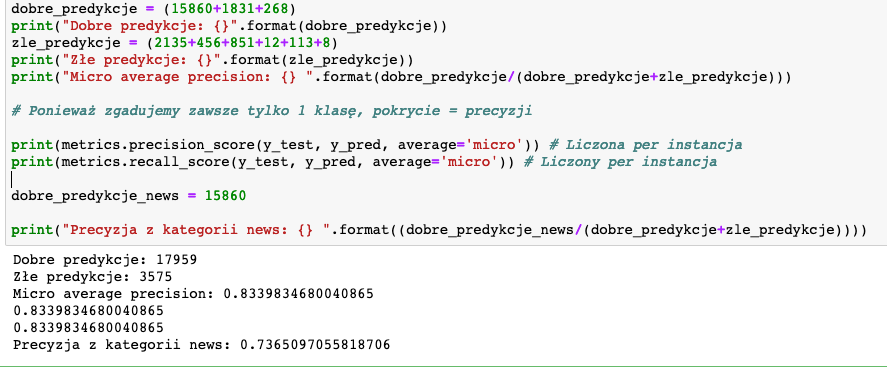 dobre_predykcje = (15860+1831+268)
print("Dobre predykcje: {}".format(dobre_predykcje))
zle_predykcje = (2135+456+851+12+113+8)
print("Złe predykcje: {}".format(zle_predykcje))
print("Micro average precision: {} ".format(dobre_predykcje/(dobre_predykcje+zle_predykcje)))
# Ponieważ zgadujemy zawsze tylko 1 klasę, pokrycie = precyzji
print(metrics.precision_score(y_test, y_pred, average='micro')) # Liczona per instancja
print(metrics.recall_score(y_test, y_pred, average='micro')) # Liczony per instancja
dobre_predykcje_news = 15860
print("Precyzja z kategorii news: {} ".format((dobre_predykcje_news/(dobre_predykcje+zle_predykcje))))
Dobre predykcje: 17959
Złe predykcje: 3575
Micro average precision: 0.8339834680040865
0.8339834680040865
0.8339834680040865
Precyzja z kategorii news: 0.7365097055818706